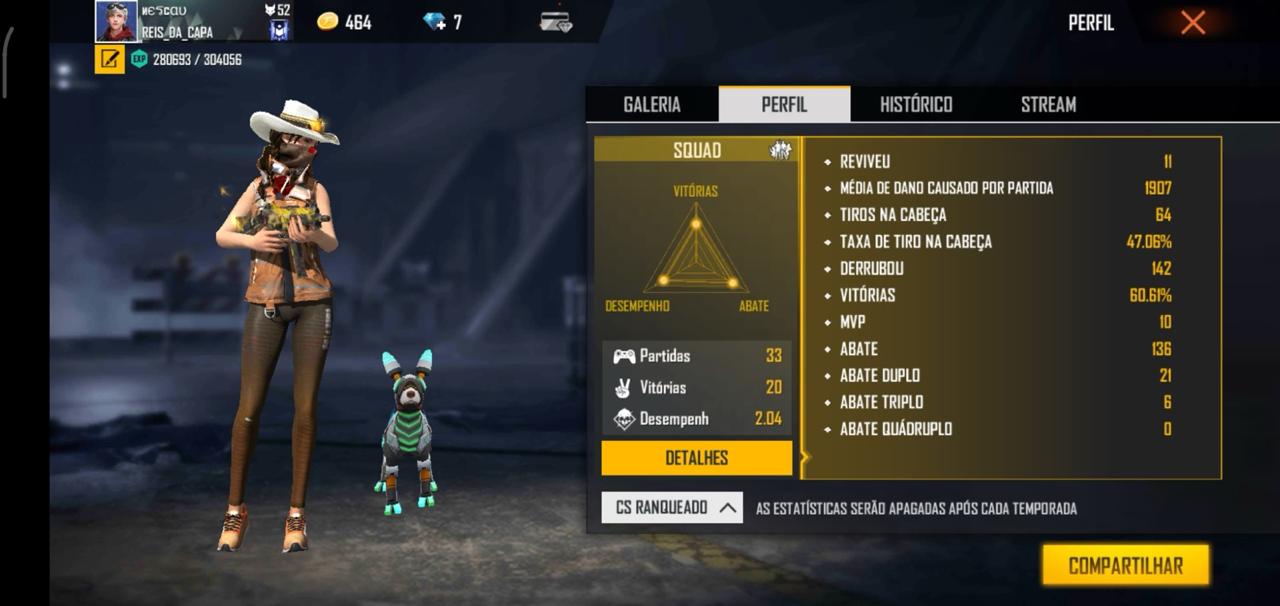 ИЄSCAU
52
464
7
PERFIL
REIS_DA_CAPA
EXP 280693 / 304056
GALERIA PERFIL HISTÓRICO STREAM
SQUAD
VITÓRIAS
DESEMPENHO ABATE
Partidas 33
Vitórias 20
Desempenh 2.04
DETALHES
REVIVEU 11
MÉDIA DE DANO CAUSADO POR PARTIDA 1907
TIROS NA CABEÇA 64
TAXA DE TIRO NA CABEÇA 47.06%
DERRUBOU 142
VITÓRIAS 60.61%
MVP 10
ABATE 136
ABATE DUPLO 21
ABATE TRIPLO 6
ABATE QUÁDRUPLO 0
CS RANQUEADO AS ESTATÍSTICAS SERÃO APAGADAS APÓS CADA TEMPORADA
COMPARTILHAR